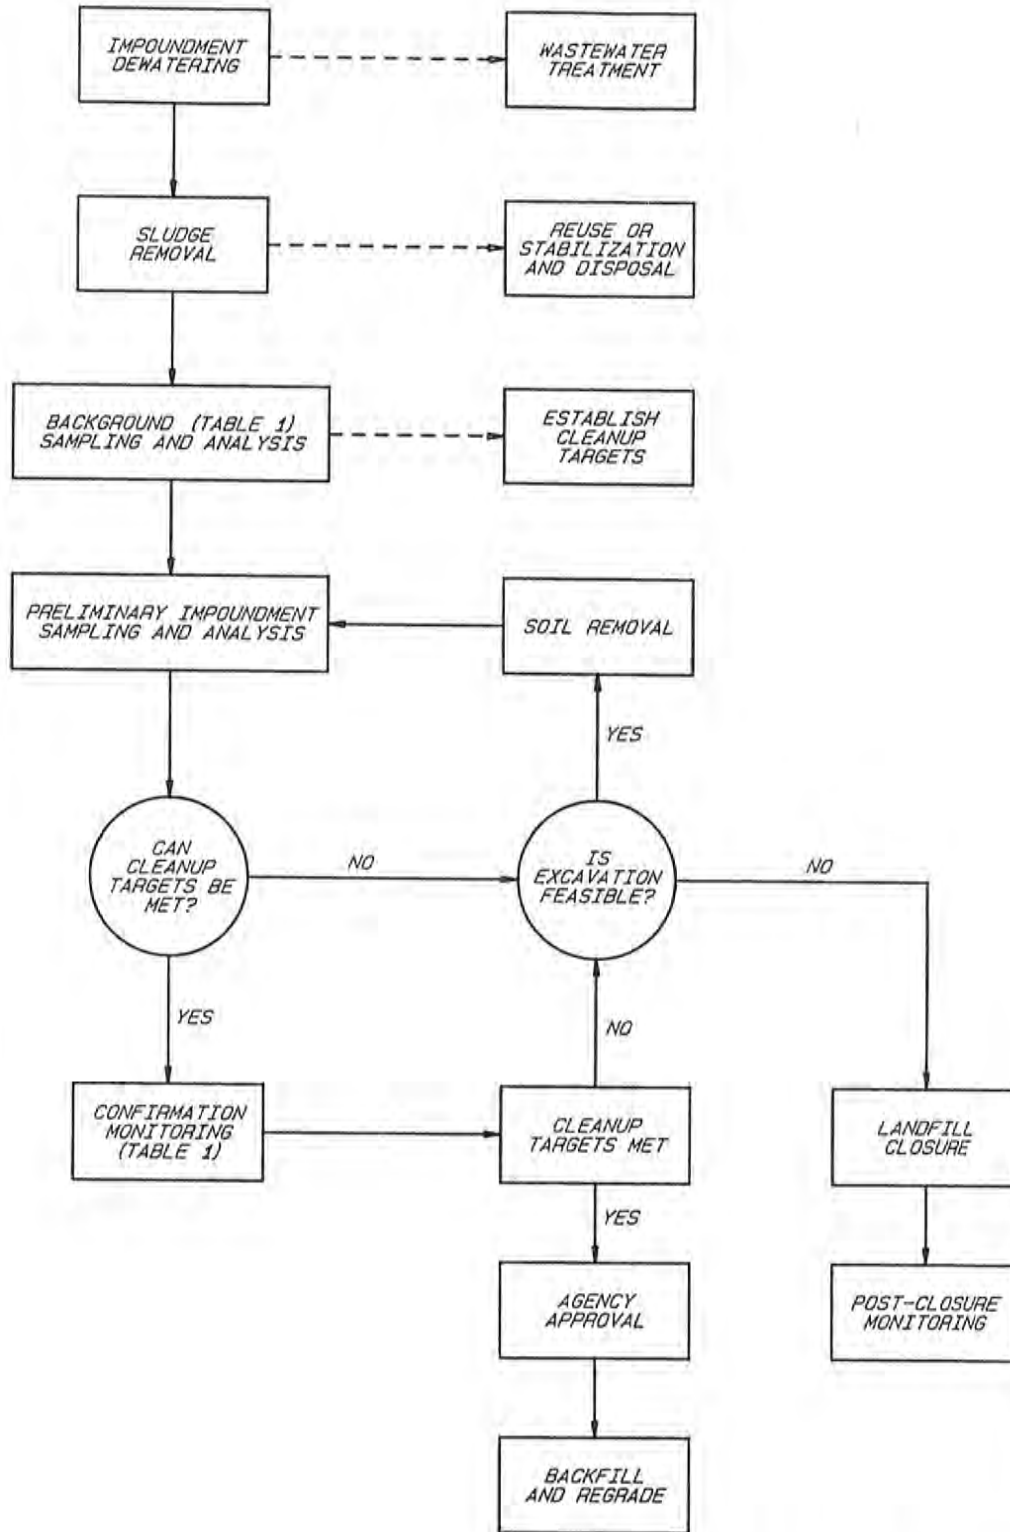 IMPOUNDMENT
DEWATERING
WASTEWATER
TREATMENT
SLUDGE
REMOVAL
REUSE OR
STABILIZATION
AND DISPOSAL
BACKGROUND (TABLE 1)
SAMPLING AND ANALYSIS
ESTABLISH
CLEANUP
TARGETS
PRELIMINARY IMPOUNDMENT
SAMPLING AND ANALYSIS
SOIL REMOVAL
YES
CAN
CLEANUP
TARGETS BE
MET?
NO
IS
EXCAVATION
FEASIBLE?
NO
YES
NO
CONFIRMATION
MONITORING
(TABLE 1)
CLEANUP
TARGETS MET
LANDFILL
CLOSURE
YES
AGENCY
APPROVAL
POST-CLOSURE
MONITORING
BACKFILL
AND REGRADE